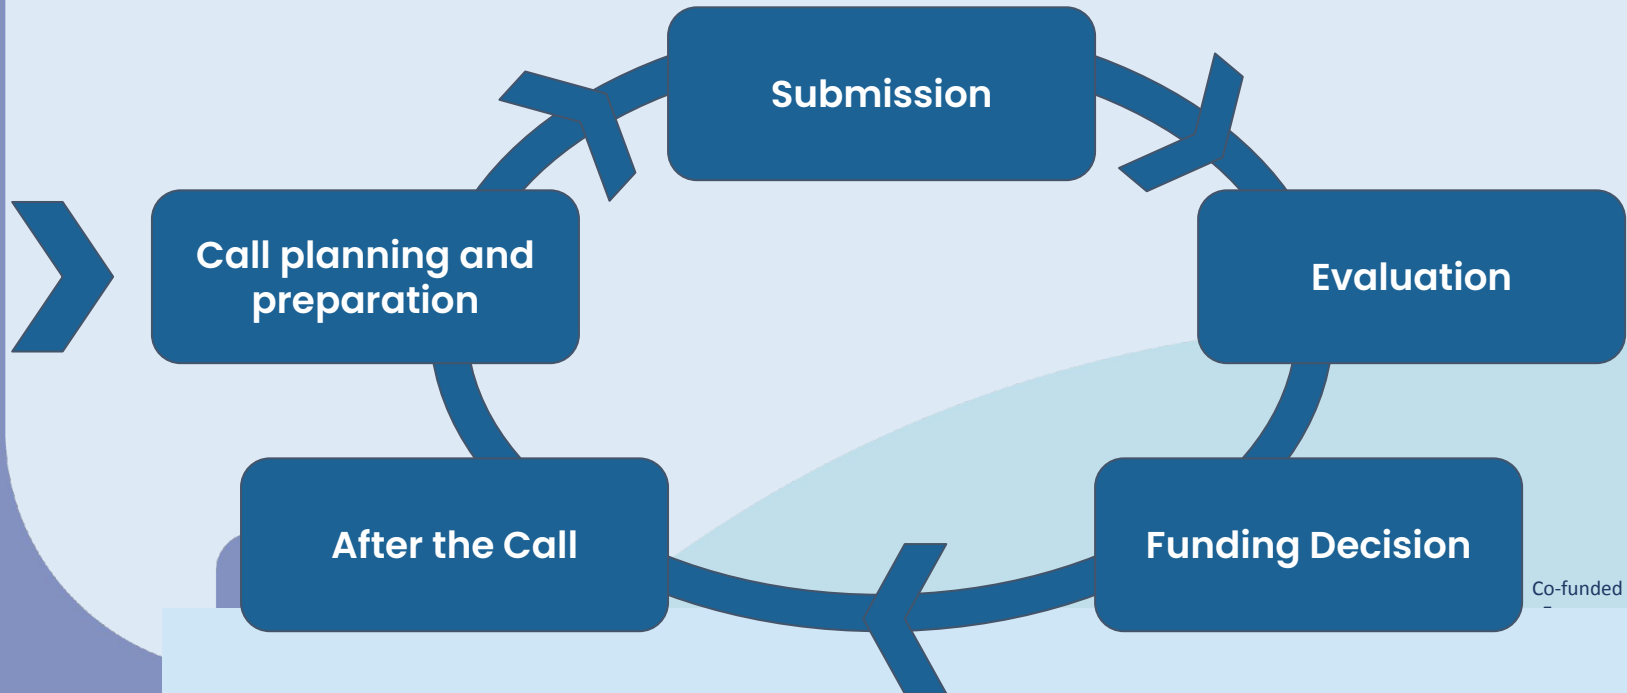 Submission
Call planning and
preparation
Evaluation
After the Call
Funding Decision
Co-funded